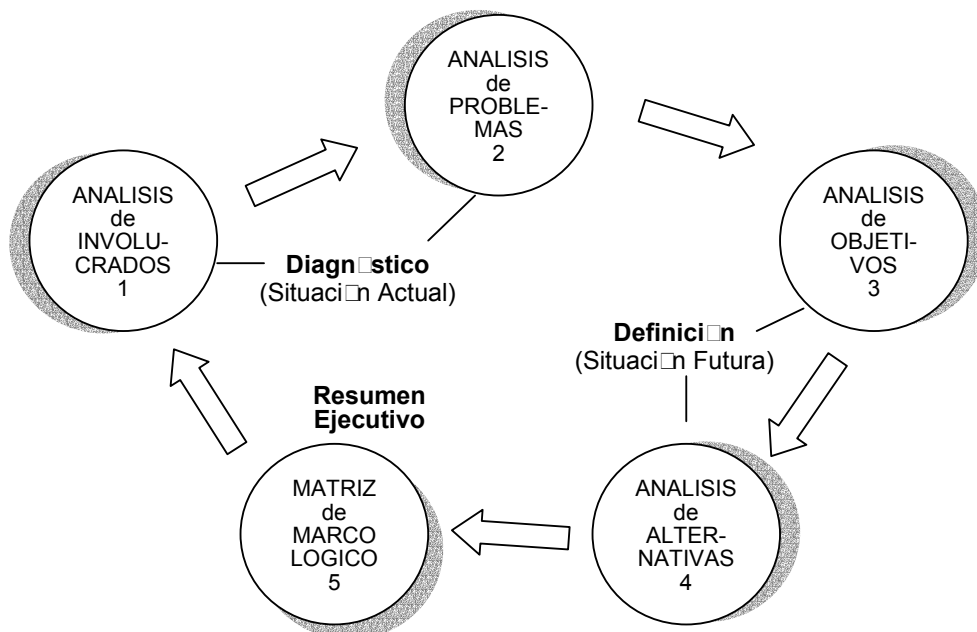 ANALISIS
de
INVOLU-
CRADOS
1
ANALISIS
de
PROBLE-
MAS
2
ANALISIS
de
OBJETI-
VOS
3
Diagn□stico
(Situaci□n Actual)
Definici□n
(Situaci□n Futura)
ANALISIS
de
ALTER-
NATIVAS
4
Resumen
Ejecutivo
MATRIZ
de
MARCO
LOGICO
5